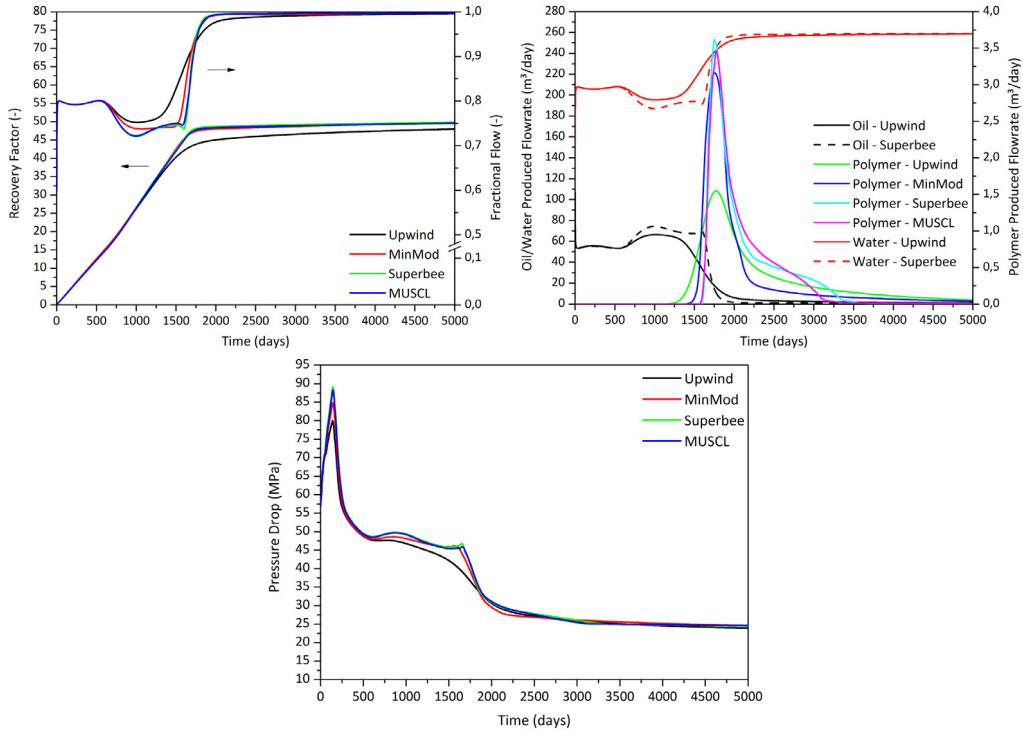 80
75
70
65
60
55
50
45
40
35
30
25
20
15
10
5
0
Recovery Factor (-)
1,0
0,9
0,8
0,7
0,6
0,5
0,1
0,0
Fractional Flow (-)
Upwind
MinMod
Superbee
MUSCL
0 500 1000 1500 2000 2500 3000 3500 4000 4500 5000
Time (days)
280
260
240
220
200
180
160
140
120
100
80
60
40
20
0
Oil/Water Produced Flowrate (m³/day)
4,0
3,5
3,0
2,5
2,0
1,5
1,0
0,5
0,0
Polymer Produced Flowrate (m³/day)
Oil - Upwind
Oil - Superbee
Polymer - Upwind
Polymer - MinMod
Polymer - Superbee
Polymer - MUSCL
Water - Upwind
Water - Superbee
0 500 1000 1500 2000 2500 3000 3500 4000 4500 5000
Time (days)
95
90
85
80
75
70
65
60
55
50
45
40
35
30
25
20
15
10
Pressure Drop (MPa)
Upwind
MinMod
Superbee
MUSCL
0 500 1000 1500 2000 2500 3000 3500 4000 4500 5000
Time (days)